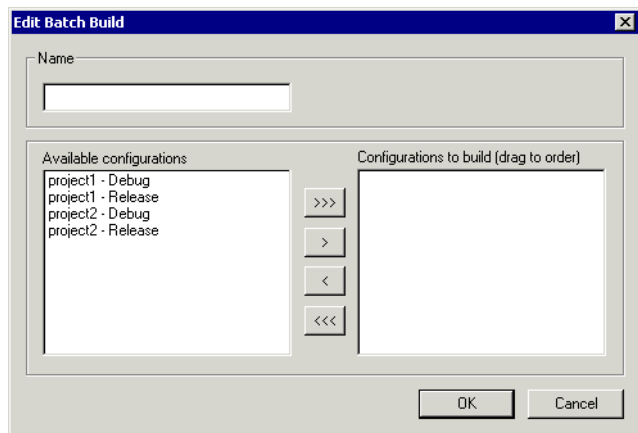 Edit Batch Build
Name
Available configurations
project1 - Debug
project1 - Release
project2 - Debug
project2 - Release
>>>
>
<
<<<
Configurations to build (drag to order)
OK
Cancel